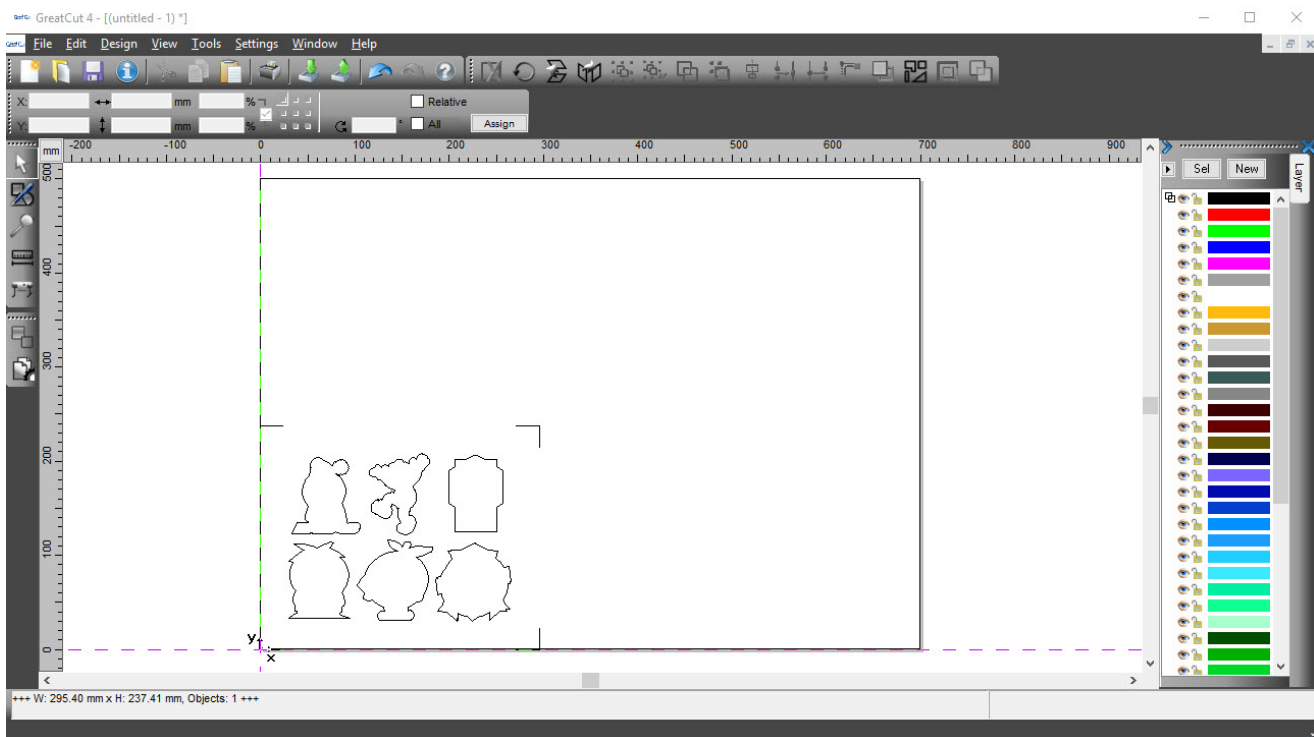 GreatCut 4 - [(untitled - 1) *]
File Edit Design View Tools Settings Window Help
X: mm % Relative
Y: mm % ° All Assign
mm -200 -100 0 100 200 300 400 500 600 700 800 900
Sel New
Layer
500
400
300
200
100
0
y
x
+++ W: 295.40 mm x H: 237.41 mm, Objects: 1 +++